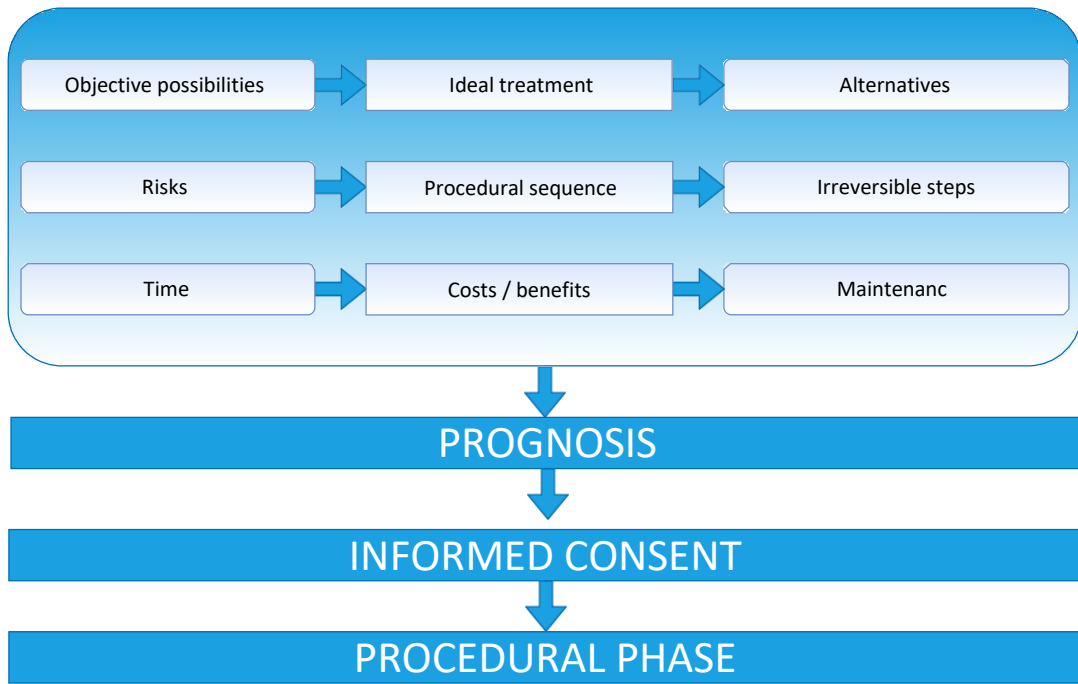 Objective possibilities
Ideal treatment
Alternatives
Risks
Procedural sequence
Irreversible steps
Time
Costs / benefits
Maintenanc
PROGNOSIS
INFORMED CONSENT
PROCEDURAL PHASE